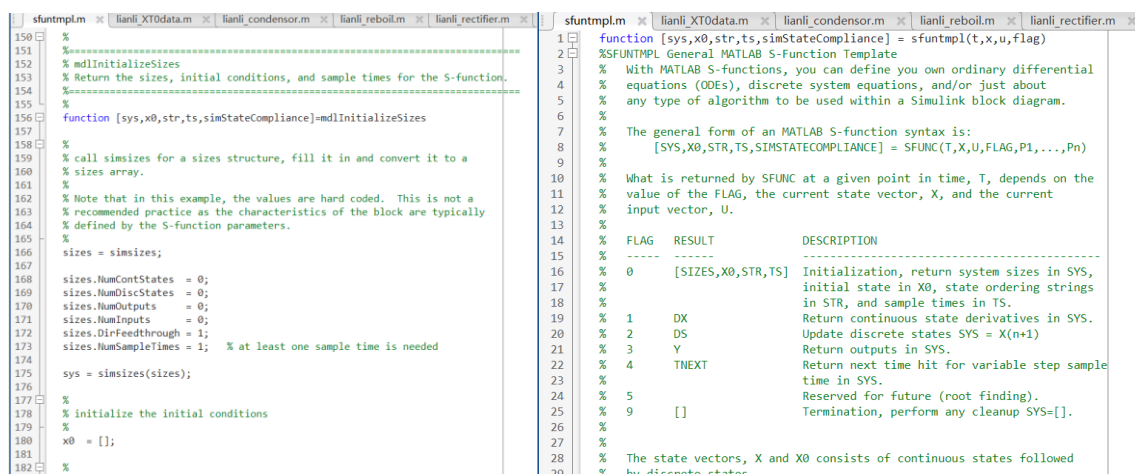 sfuntmpl.m × lianli_XT0data.m × lianli_condensor.m × lianli_reboil.m × lianli_rectifier.m ×
150 %
151 %=============================================================================
152 % mdlInitializeSizes
153 % Return the sizes, initial conditions, and sample times for the S-function.
154 %=============================================================================
155 %
156 function [sys,x0,str,ts,simStateCompliance]=mdlInitializeSizes
157
158 %
159 % call simsizes for a sizes structure, fill it in and convert it to a
160 % sizes array.
161 %
162 % Note that in this example, the values are hard coded.  This is not a
163 % recommended practice as the characteristics of the block are typically
164 % defined by the S-function parameters.
165 %
166 sizes = simsizes;
167
168 sizes.NumContStates  = 0;
169 sizes.NumDiscStates  = 0;
170 sizes.NumOutputs     = 0;
171 sizes.NumInputs      = 0;
172 sizes.DirFeedthrough = 1;
173 sizes.NumSampleTimes = 1;   % at least one sample time is needed
174
175 sys = simsizes(sizes);
176
177 %
178 % initialize the initial conditions
179 %
180 x0  = [];
181
182 %
sfuntmpl.m × lianli_XT0data.m × lianli_condensor.m × lianli_reboil.m × lianli_rectifier.m ×
1 function [sys,x0,str,ts,simStateCompliance] = sfuntmpl(t,x,u,flag)
2 %SFUNTMPL General MATLAB S-Function Template
3 %   With MATLAB S-functions, you can define you own ordinary differential
4 %   equations (ODEs), discrete system equations, and/or just about
5 %   any type of algorithm to be used within a Simulink block diagram.
6 %
7 %   The general form of an MATLAB S-function syntax is:
8 %       [SYS,X0,STR,TS,SIMSTATECOMPLIANCE] = SFUNC(T,X,U,FLAG,P1,...,Pn)
9 %
10 %   What is returned by SFUNC at a given point in time, T, depends on the
11 %   value of the FLAG, the current state vector, X, and the current
12 %   input vector, U.
13 %
14 %   FLAG   RESULT             DESCRIPTION
15 %   -----  ------             --------------------------------------------
16 %   0      [SIZES,X0,STR,TS]  Initialization, return system sizes in SYS,
17 %                             initial state in X0, state ordering strings
18 %                             in STR, and sample times in TS.
19 %   1      DX                 Return continuous state derivatives in SYS.
20 %   2      DS                 Update discrete states SYS = X(n+1)
21 %   3      Y                  Return outputs in SYS.
22 %   4      TNEXT              Return next time hit for variable step sample
23 %                             time in SYS.
24 %   5                         Reserved for future (root finding).
25 %   9      []                 Termination, perform any cleanup SYS=[].
26 %
27 %
28 %   The state vectors, X and X0 consists of continuous states followed
29 %   by discrete states